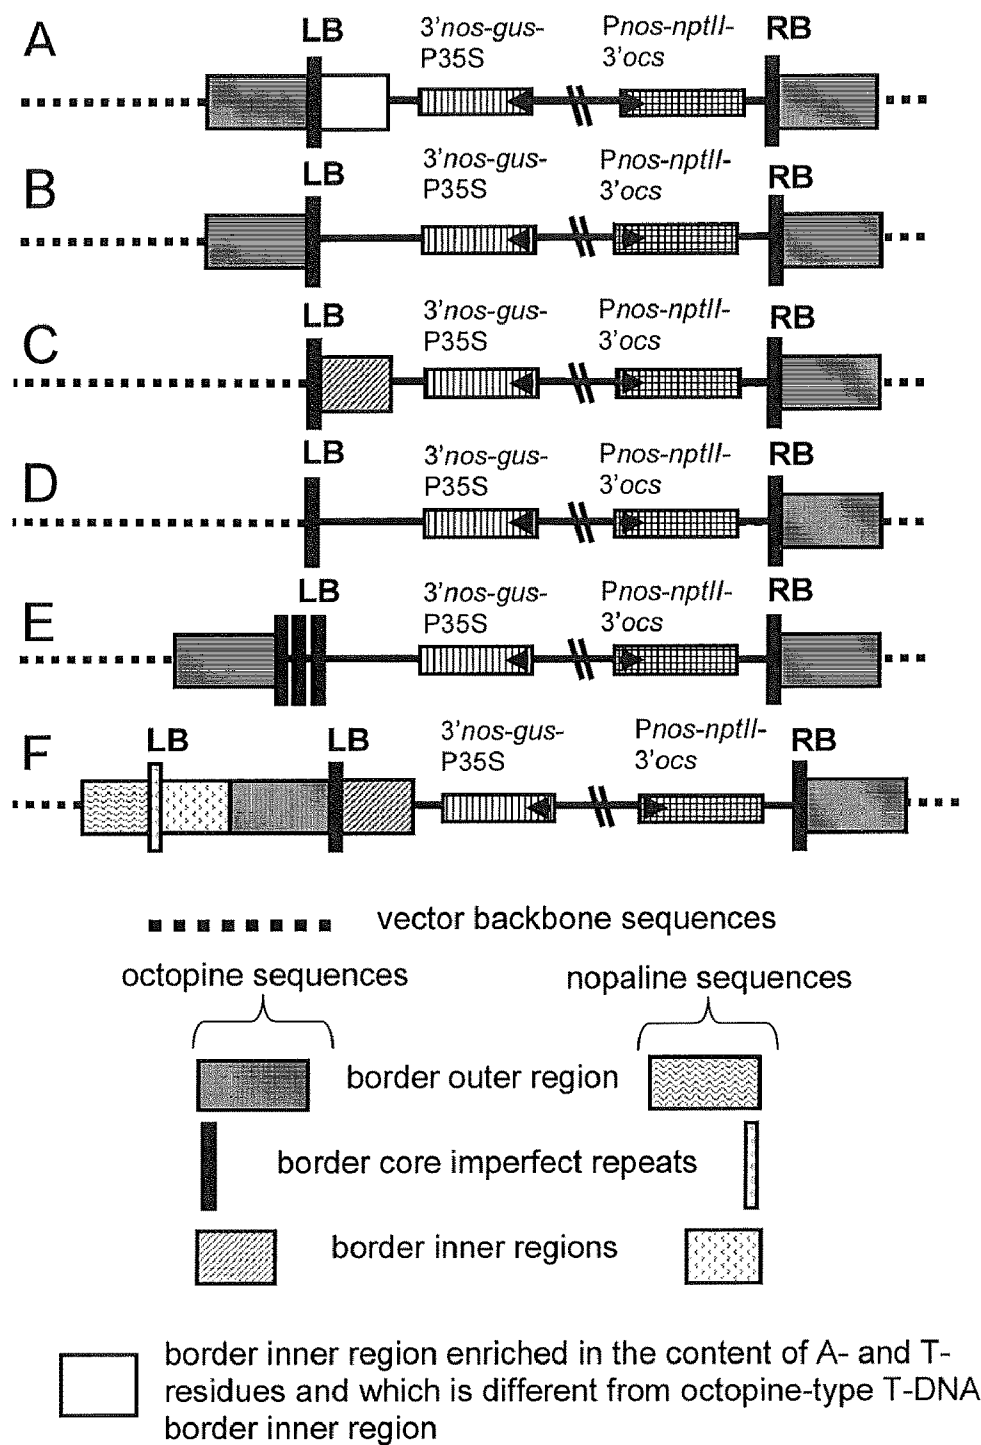 A
LB
3'nos-gus-
P35S
Pnos-nptII-
3'ocs
RB
B
LB
3'nos-gus-
P35S
Pnos-nptII-
3'ocs
RB
C
LB
3'nos-gus-
P35S
Pnos-nptII-
3'ocs
RB
D
LB
3'nos-gus-
P35S
Pnos-nptII-
3'ocs
RB
E
LB
3'nos-gus-
P35S
Pnos-nptII-
3'ocs
RB
F
LB
LB
3'nos-gus-
P35S
Pnos-nptII-
3'ocs
RB
vector backbone sequences
octopine sequences
nopaline sequences
border outer region
border core imperfect repeats
border inner regions
border inner region enriched in the content of A- and T-
residues and which is different from octopine-type T-DNA
border inner region